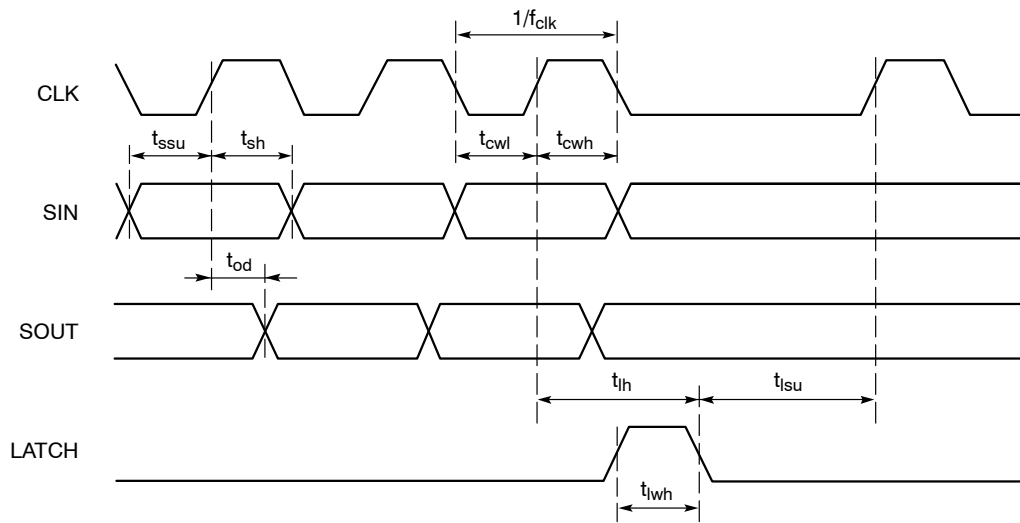 1/fclk
CLK
tssu
tsh
tcwl
tcwh
SIN
tod
SOUT
tlh
tlsu
LATCH
tlwh